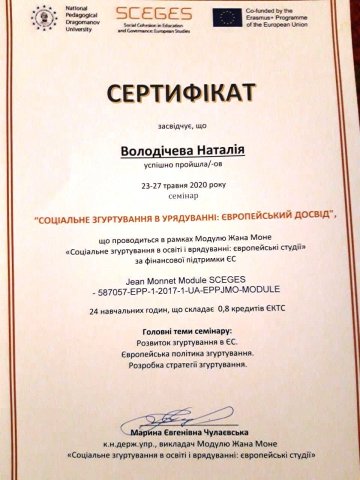 National
Pedagogical
Dragomanov
University
SCEGES
Social Cohesion in Education
and Governance: European Studies
Co-funded by the
Erasmus+ Programme
of the European Union
СЕРТИФІКАТ
засвідчує, що
Володічева Наталія
успішно пройшла/-ов
23-27 травня 2020 року
семінар
"СОЦІАЛЬНЕ ЗГУРТУВАННЯ В УРЯДУВАННІ: ЄВРОПЕЙСЬКИЙ ДОСВІД",
що проводиться в рамках Модулю Жана Моне
«Соціальне згуртування в освіті і врядуванні: європейські студії»
за фінансової підтримки ЄС
Jean Monnet Module SCEGES
- 587057-EPP-1-2017-1-UA-EPPJMO-MODULE
24 навчальних годин, що складає 0,8 кредитів ЄКТС
Головні теми семінару:
Розвиток згуртування в ЄС.
Європейська політика згуртування.
Розробка стратегії згуртування.
Марина Євгенівна Чулаєвська
к.н.держ.упр., викладач Модулю Жана Моне
«Соціальне згуртування в освіті і врядуванні: європейські студії»